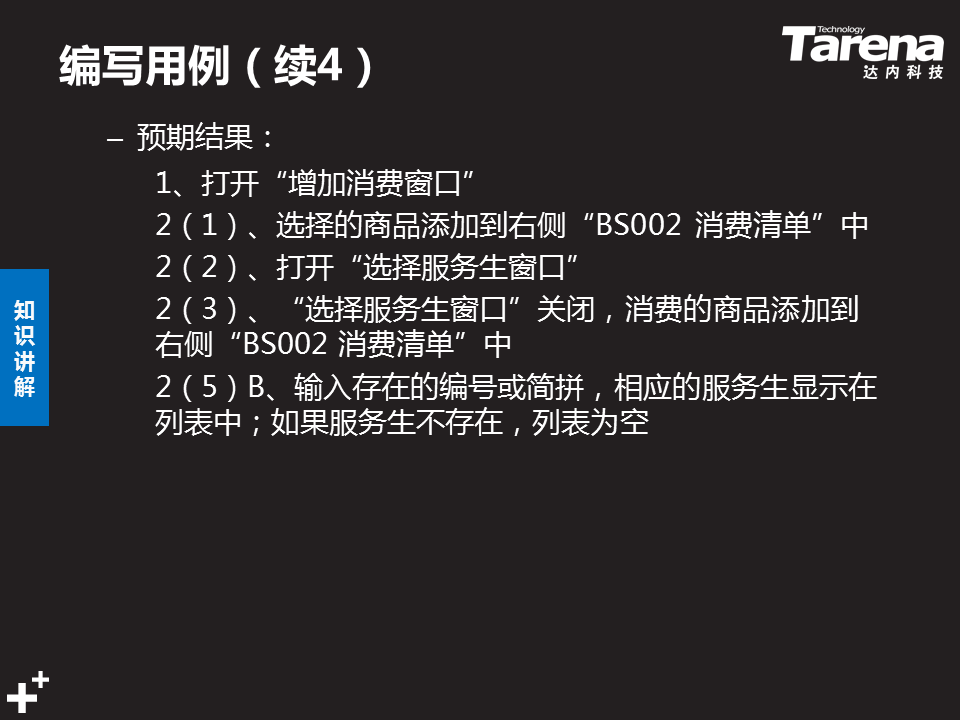 编写用例（续4）
Technology
Tarena
达内科技
– 预期结果：
1、打开“增加消费窗口”
2（1）、选择的商品添加到右侧“BS002 消费清单”中
2（2）、打开“选择服务生窗口”
2（3）、“选择服务生窗口”关闭，消费的商品添加到
右侧“BS002 消费清单”中
2（5）B、输入存在的编号或简拼，相应的服务生显示在
列表中；如果服务生不存在，列表为空
知
识
讲
解